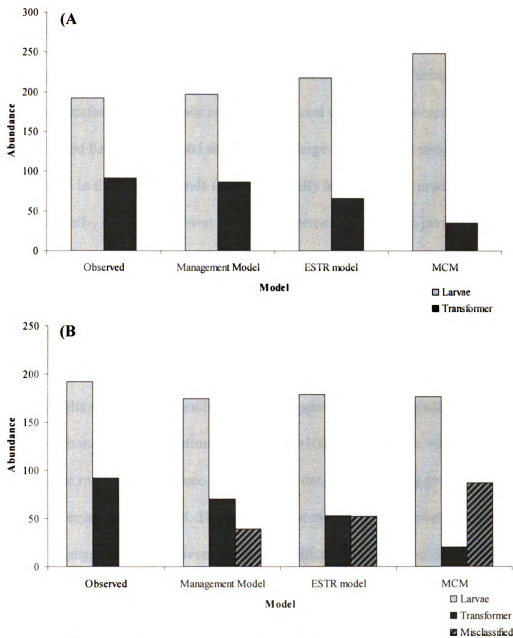 (A
300
250
200
150
100
50
0
Abundance
Observed Management Model ESTR model MCM
Model
Larvae
Transformer
(B
250
200
150
100
50
0
Abundance
Observed Management Model ESTR model MCM
Model
Larvae
Transformer
Misclassified